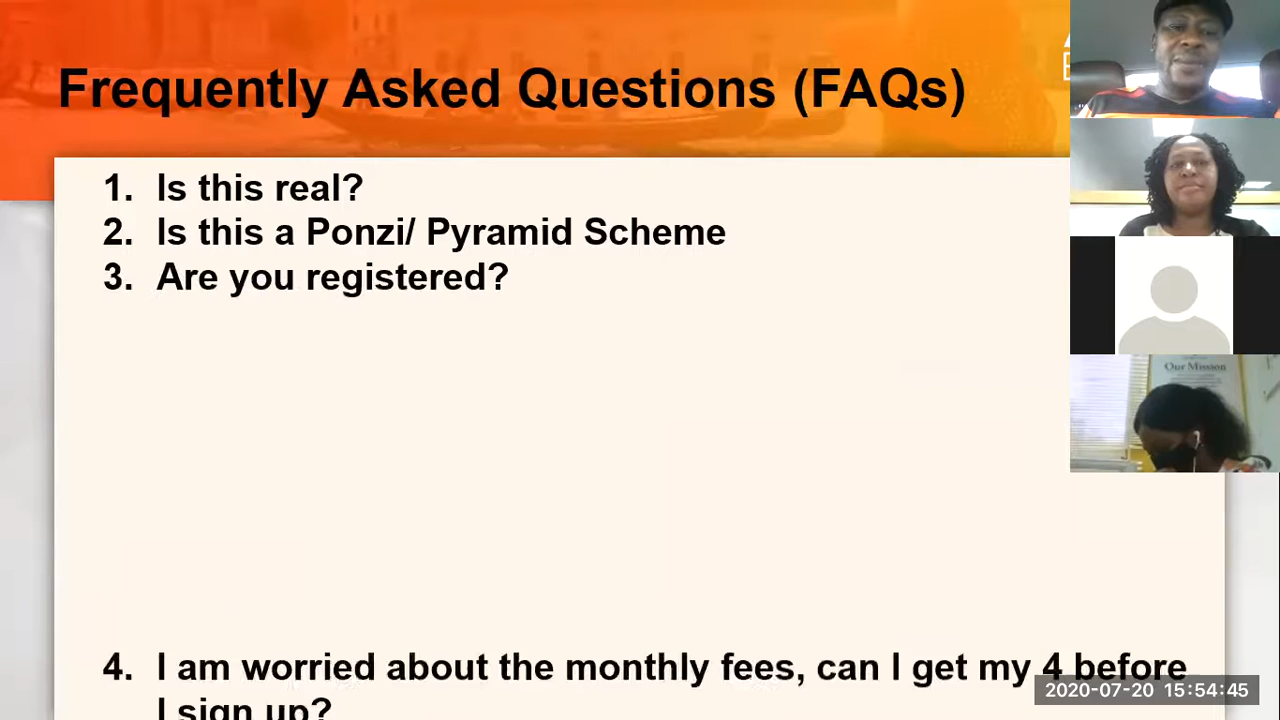 Frequently Asked Questions (FAQs)
1. Is this real?
2. Is this a Ponzi/ Pyramid Scheme
3. Are you registered?
4. I am worried about the monthly fees, can I get my 4 before
I sign up?
Our Mission
2020-07-20 15:54:45